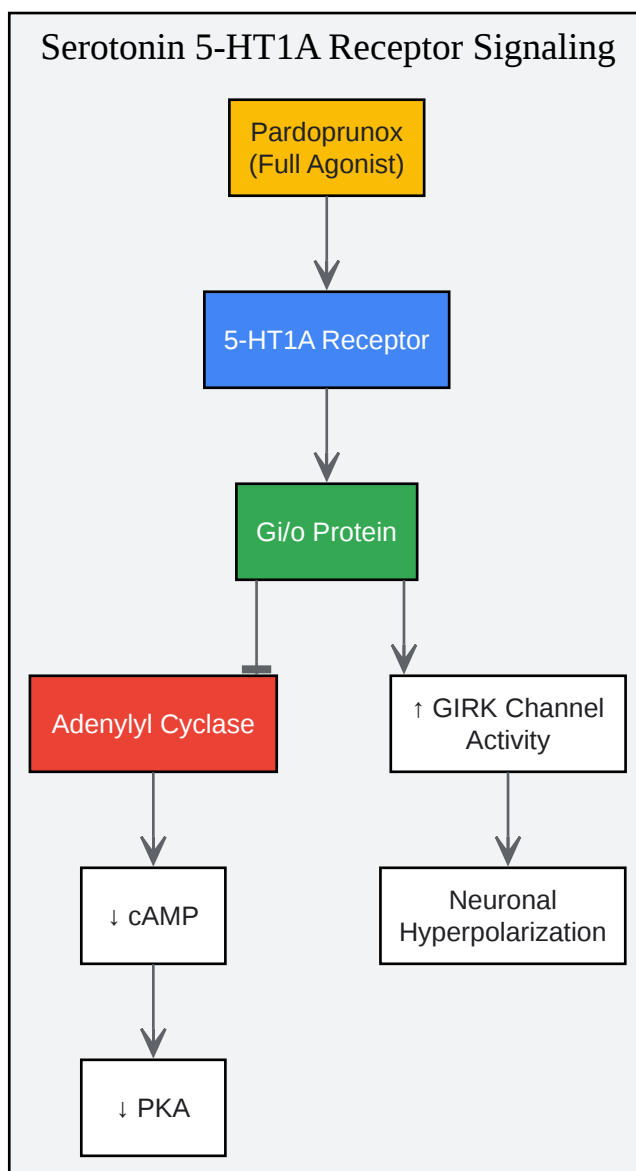 Serotonin 5-HT1A Receptor Signaling
Pardoprunox
(Full Agonist)
5-HT1A Receptor
Gi/o Protein
Adenylyl Cyclase
↑ GIRK Channel
Activity
↓ cAMP
Neuronal
Hyperpolarization
↓ PKA